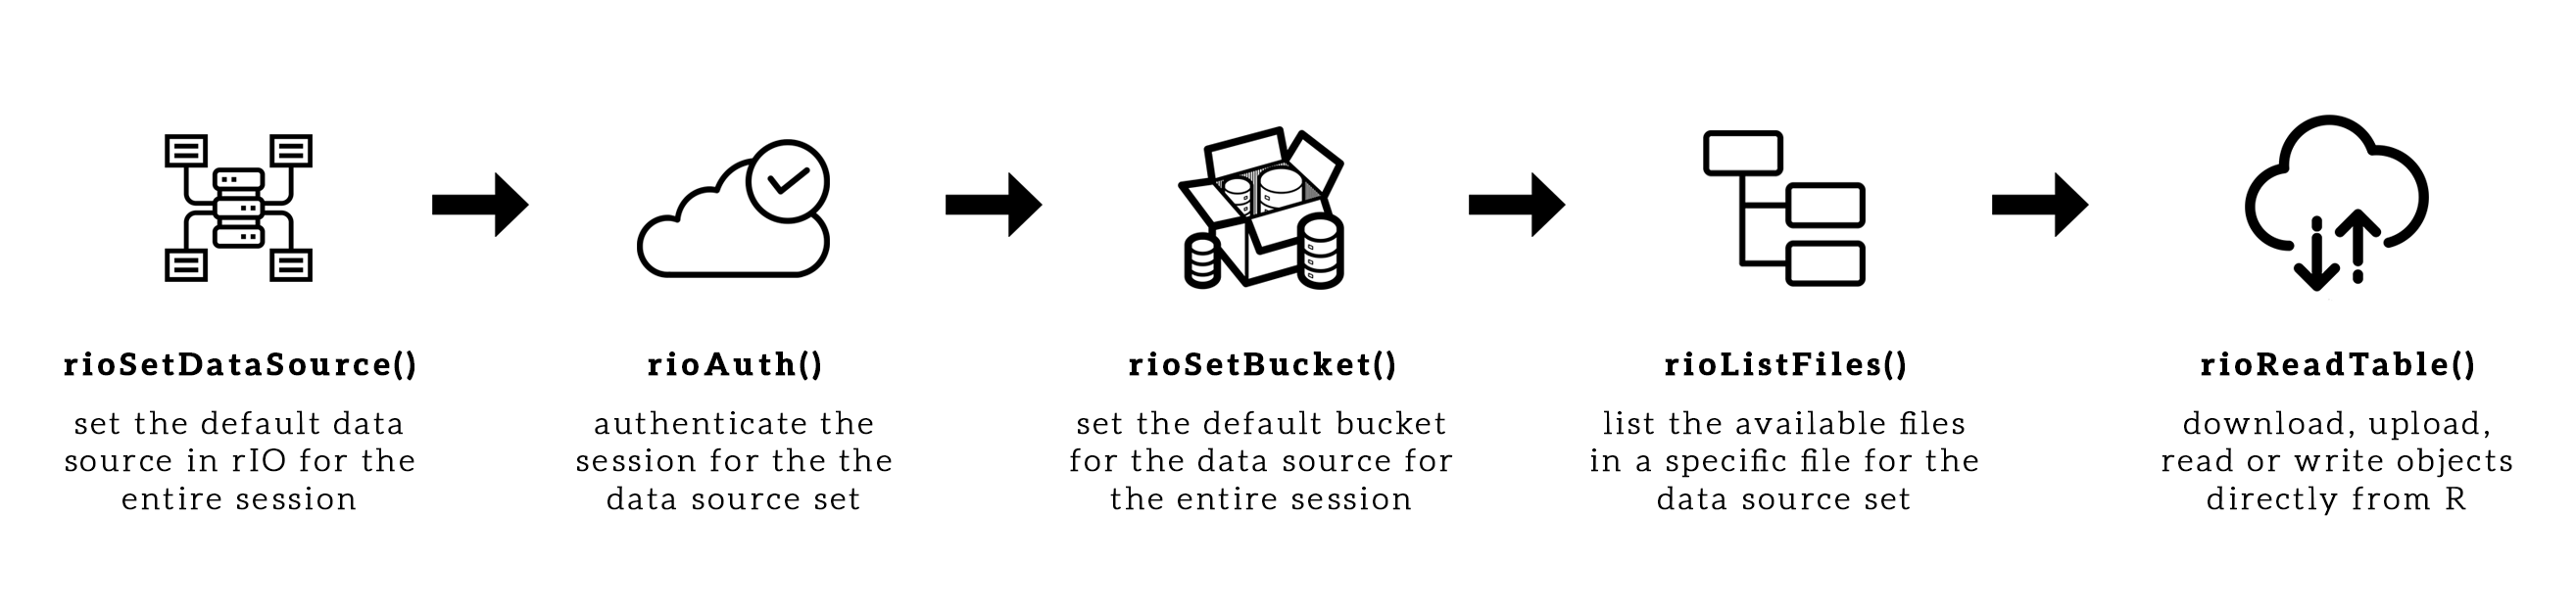 rioSetDataSource()
set the default data
source in rIO for the
entire session
rioAuth()
authenticate the
session for the the
data source set
rioSetBucket()
set the default bucket
for the data source for
the entire session
rioListFiles()
list the available files
in a specific file for the
data source set
rioReadTable()
download, upload,
read or write objects
directly from R